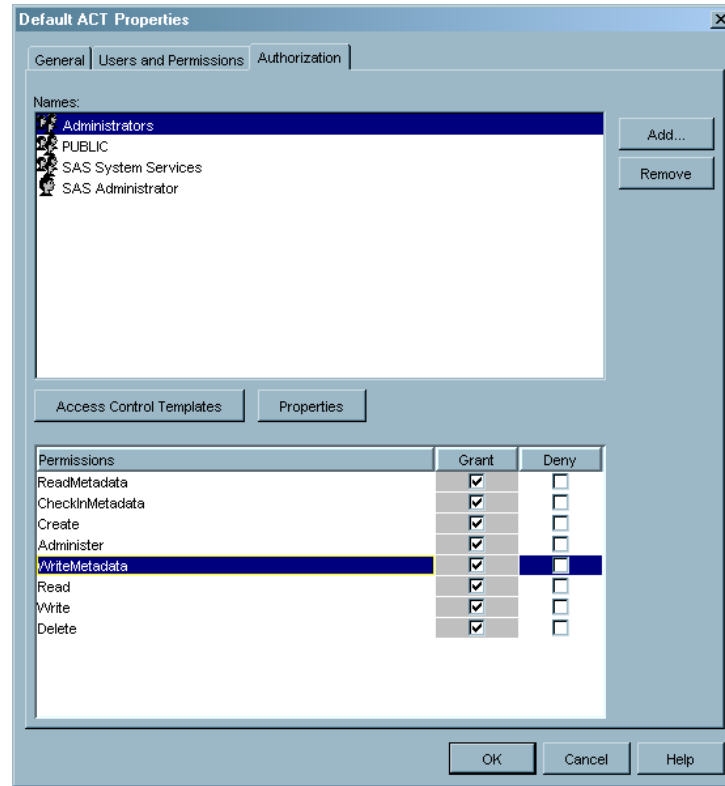 Default ACT Properties
General Users and Permissions Authorization
Names:
Administrators
PUBLIC
SAS System Services
SAS Administrator
Add...
Remove
Access Control Templates Properties
Permissions Grant Deny
ReadMetadata
CheckInMetadata
Create
Administer
WriteMetadata
Read
Write
Delete
OK Cancel Help